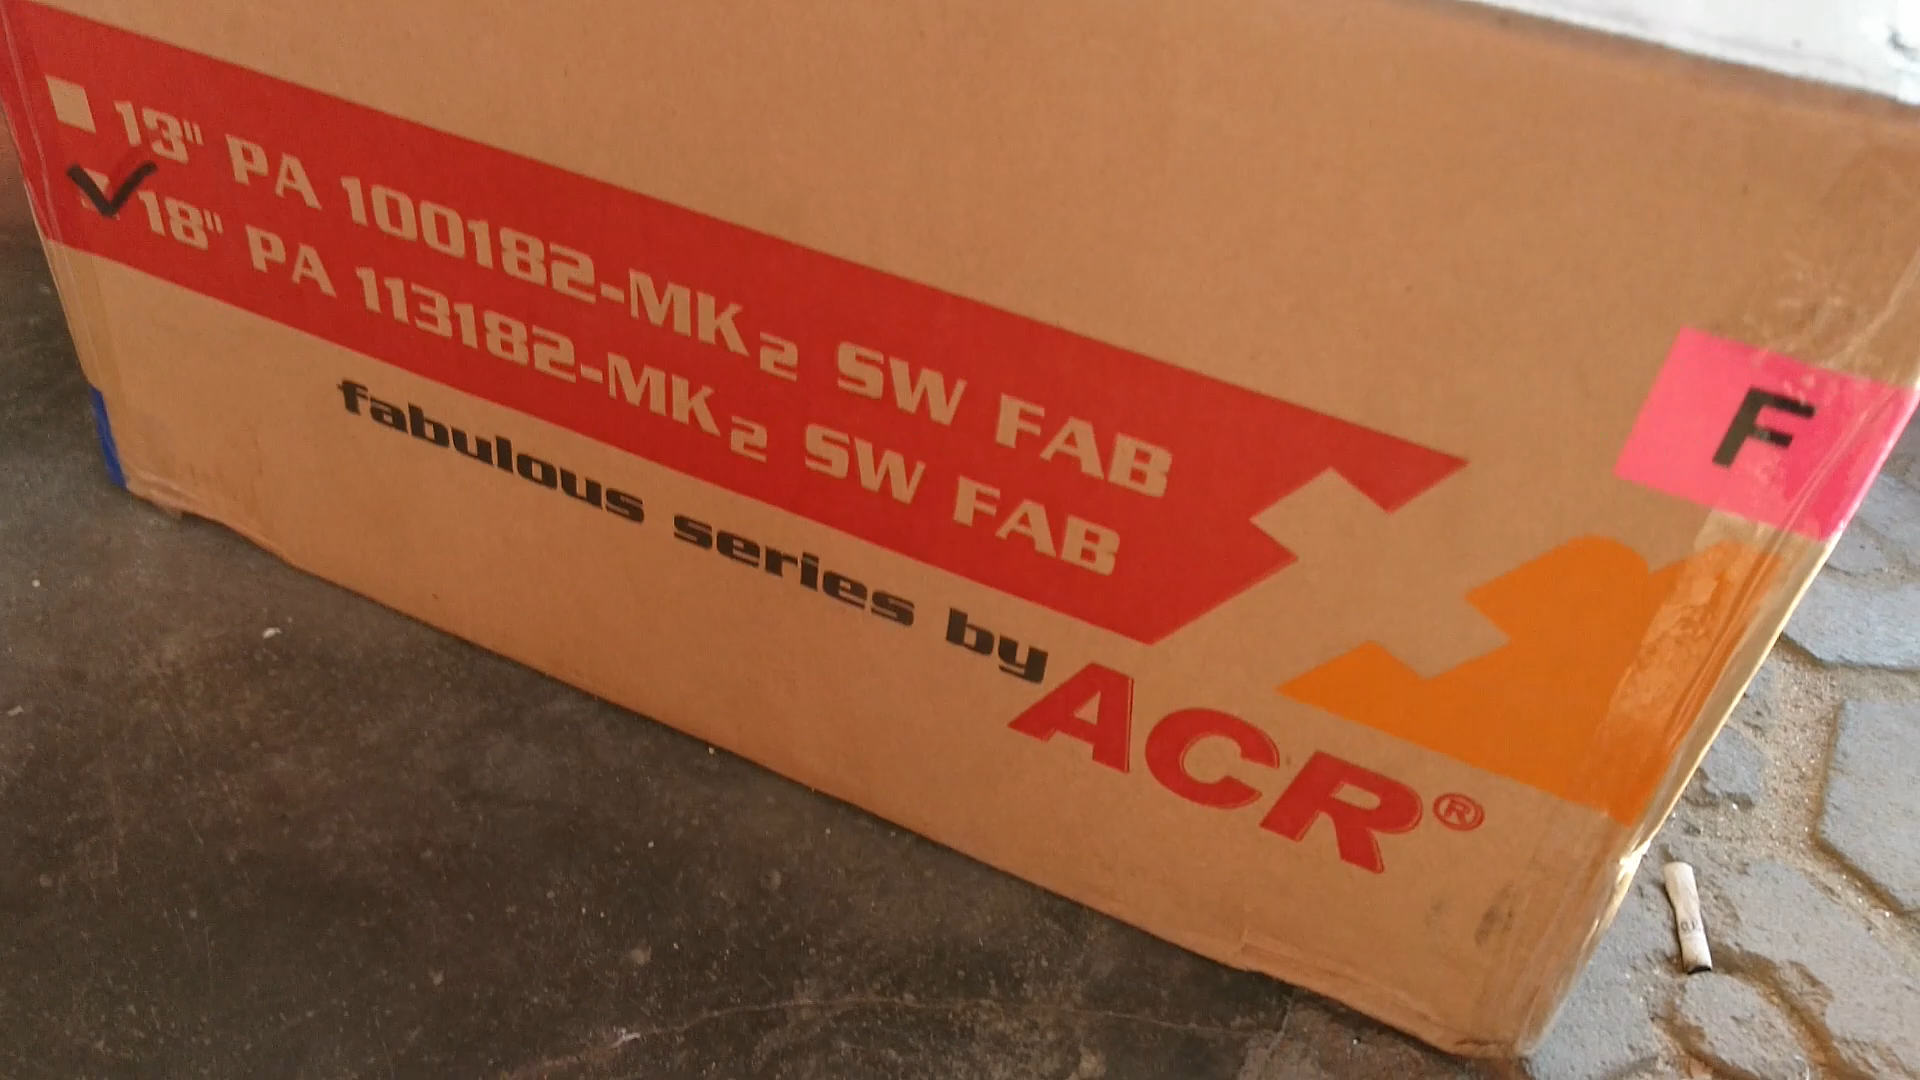 13" PA 100182-MK2 SW FAB
18" PA 113182-MK2 SW FAB
fabulous series by
ACR®
F